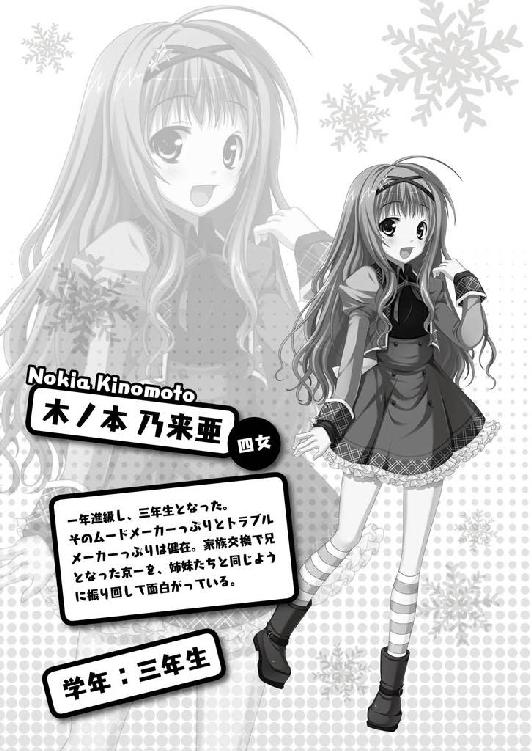 Nokia Kinomoto
木ノ本 乃来亜
四女
一年進級し、三年生となった。
そのムードメーカーっぷりとトラブル
メーカーっぷりは健在。家族交換で兄
となった京一を、姉妹たちと同じよう
に振り回して面白がっている。
学年：三年生